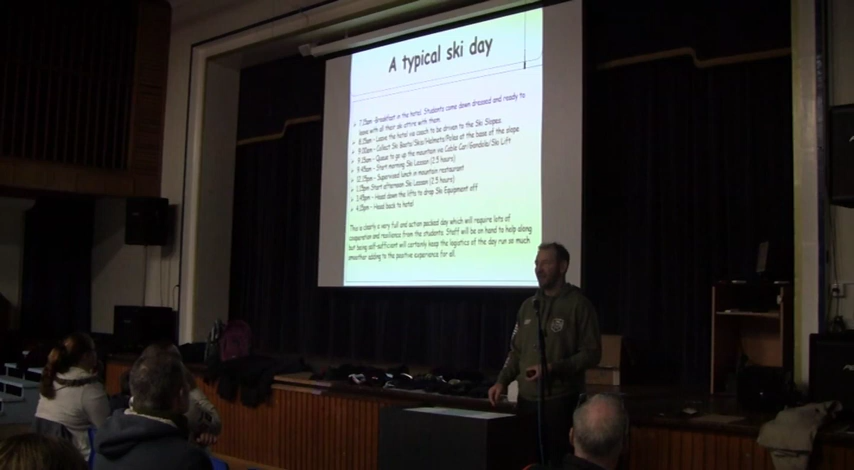 A typical ski day
➢ 7.15am -Breakfast in the hotel. Students come down dressed and ready to
leave with all their ski attire with them.
➢ 8.15am - Leave the hotel via coach to be driven to the Ski Slopes
➢ 9.00am - Collect Ski Boots/Skis/Helmets/Poles at the base of the slope
➢ 9.15am - Queue to go up the mountain via Cable Car/Gondola/Ski Lift
➢ 9.45am - Start morning Ski Lesson (2.5 hours)
➢ 12.15pm - Supervised lunch in mountain restaurant
➢ 1.15pm Start afternoon Ski Lesson (2.5 hours)
➢ Head down the lifts to drop Ski Equipment off
➢ - Head back to hotel
This is clearly a very full and action packed day which will require lots of
cooperation and resilience from the students. Staff will be on hand to help along
but being self-sufficient will certainly keep the logistics of the day run so much
smoother adding to the positive experience for all.